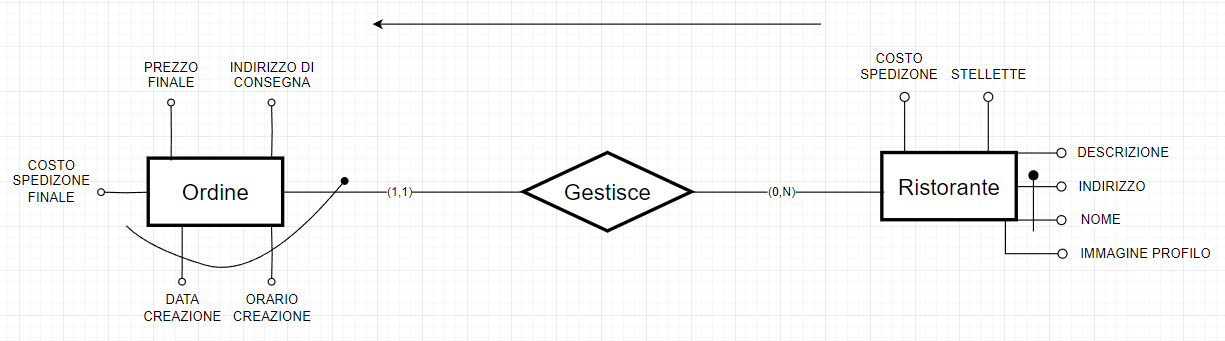 PREZZO
FINALE
INDIRIZZO DI
CONSEGNA
COSTO
SPEDIZONE
FINALE
Ordine
(1,1)
DATA
CREAZIONE
ORARIO
CREAZIONE
Gestisce
(0,N)
COSTO
SPEDIZONE
STELLETTE
Ristorante
DESCRIZIONE
INDIRIZZO
NOME
IMMAGINE PROFILO